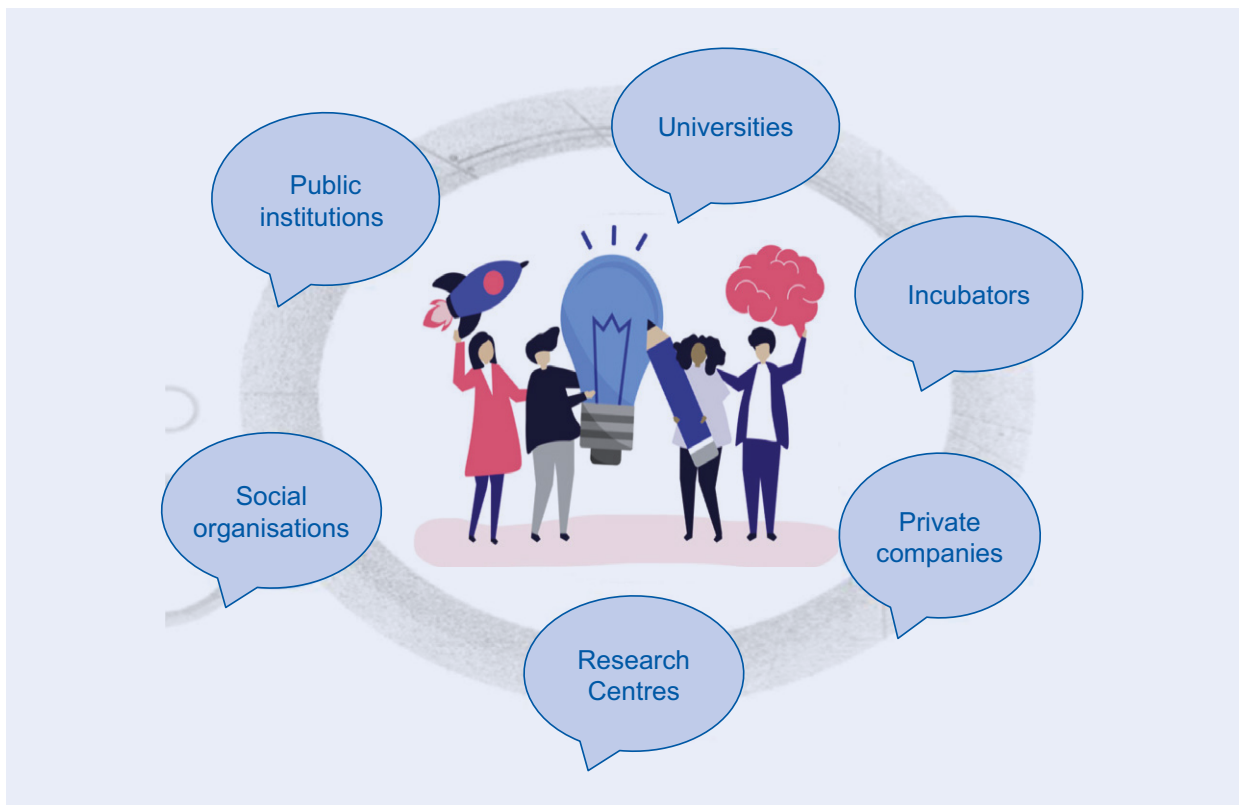 Universities
Public
institutions
Incubators
Social
organisations
Private
companies
Research
Centres